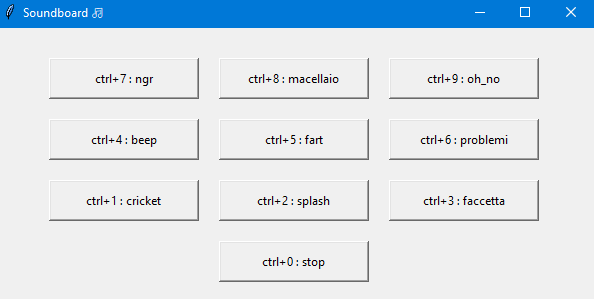 Soundboard 🎵
ctrl+7 : ngr
ctrl+8 : macellaio
ctrl+9 : oh_no
ctrl+4 : beep
ctrl+5 : fart
ctrl+6 : problemi
ctrl+1 : cricket
ctrl+2 : splash
ctrl+3 : faccetta
ctrl+0 : stop